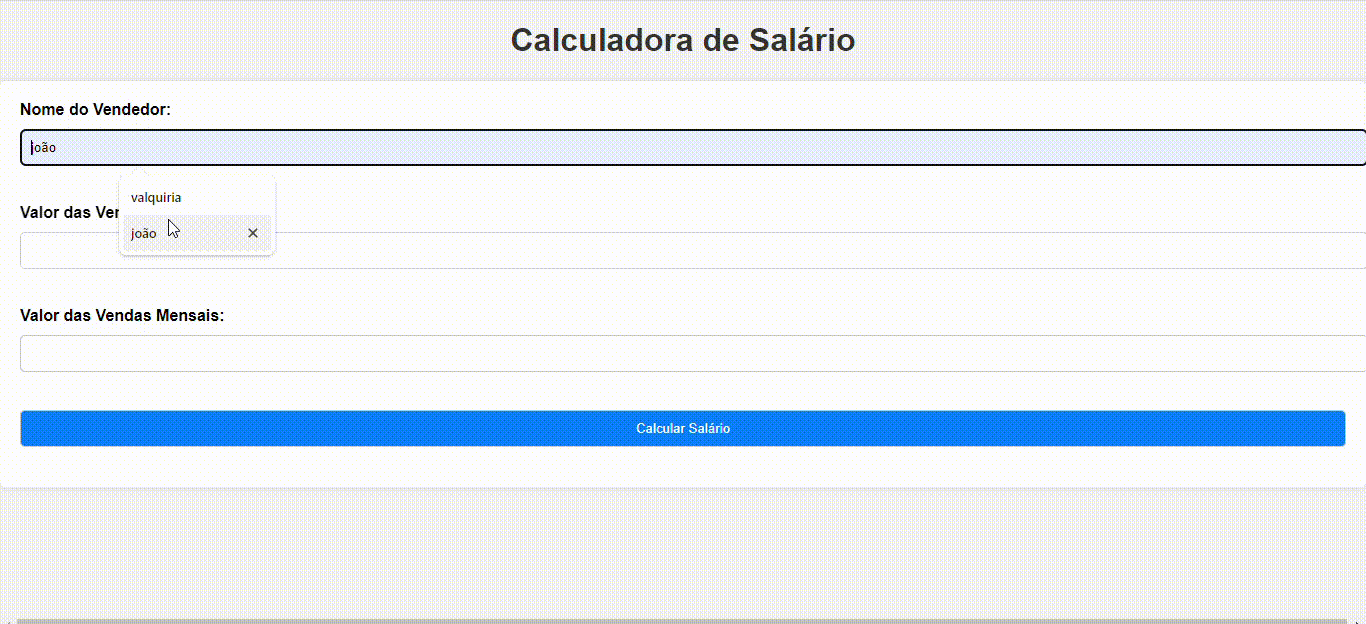 Calculadora de Salário
Nome do Vendedor:
joão
valquiria
Valor das Ver
joão
Valor das Vendas Mensais:
Calcular Salário